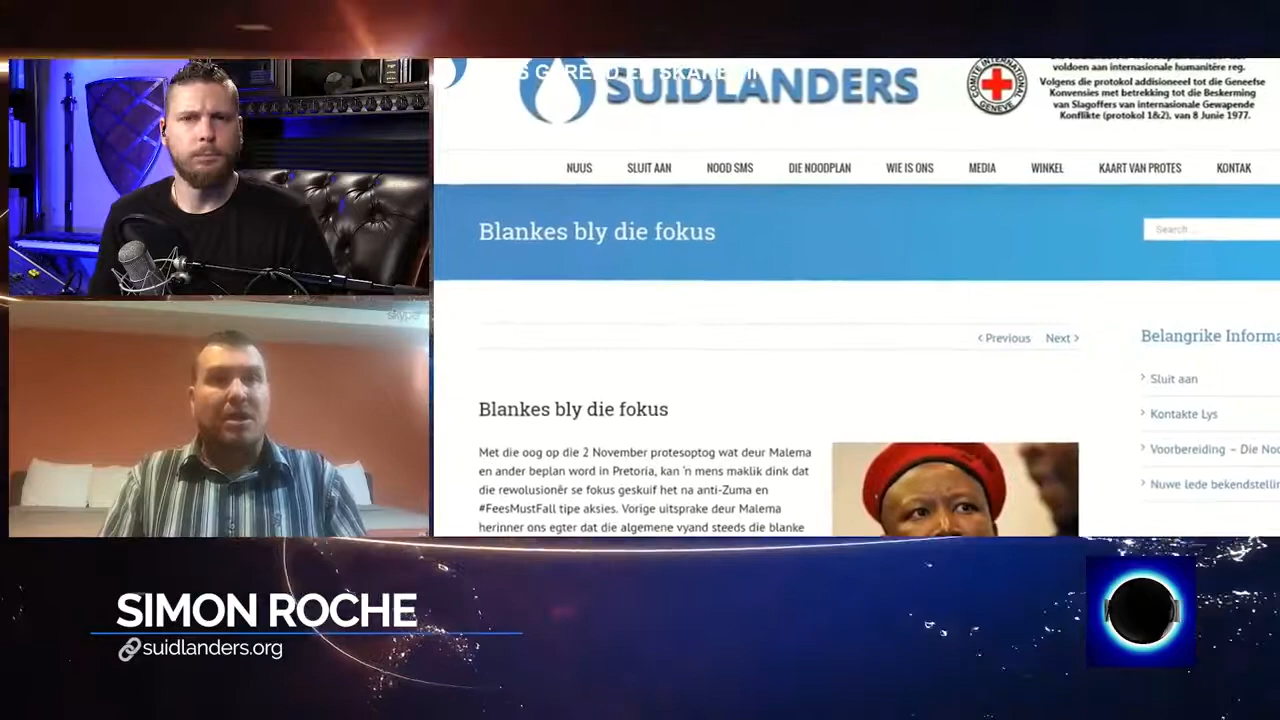 SUIDLANDERS
voldoen aan internasionale humanitêre reg.
Volgens die protokol addisioneel tot die Geneefse
Konvensies met betrekking tot die Beskerming
van Slagoffers van internasionale Gewapende
Konflikte (protokol 1&2), van 8 Junie 1977.
COMITE INTERNATIONAL GENEVE
NUUS SLUIT AAN NOOD SMS DIE NOODPLAN WIE IS ONS MEDIA WINKEL KAART VAN PROTES KONTAK
Blankes bly die fokus
Search ...
‹ Previous Next ›
Belangrike Informa
› Sluit aan
› Kontakte Lys
› Voorbereiding – Die Noo
› Nuwe lede bekendstellin
Blankes bly die fokus
Met die oog op die 2 November protesoptog wat deur Malema
en ander beplan word in Pretoria, kan 'n mens maklik dink dat
die rewolusionêr se fokus geskuif het na anti-Zuma en
#FeesMustFall tipe aksies. Vorige uitsprake deur Malema
herinner ons egter dat die algemene vyand steeds die blanke
skype
SIMON ROCHE
suidlanders.org